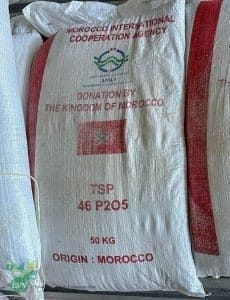 MOROCCO INTERNATIONAL
COOPERATION AGENCY
AMCI
DONATION BY
THE KINGDOM OF MOROCCO
TSP
46 P2O5
50 KG
ORIGIN : MOROCCO